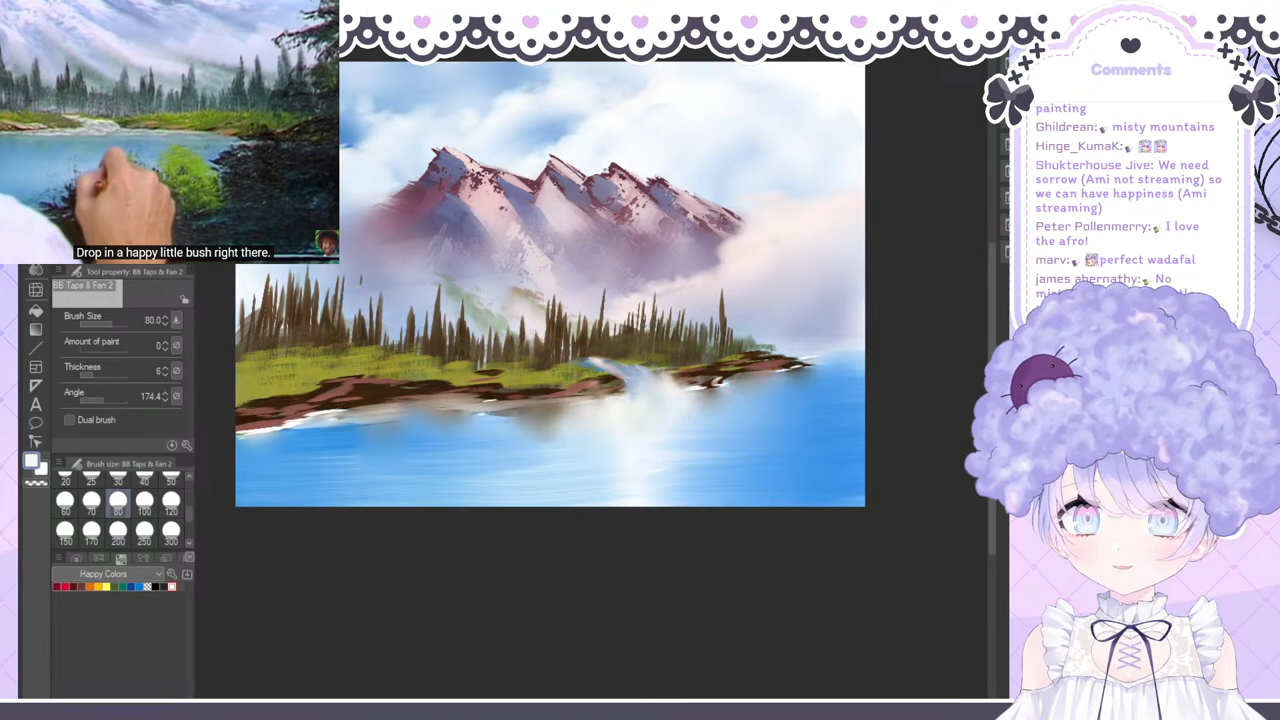 Drop in a happy little bush right there.
Comments
painting
Ghildrean: misty mountains
Hinge_KumaK:
Shukterhouse Jive: We need
sorrow (Ami not streaming) so
we can have happiness (Ami
streaming)
Peter Pollenmerry: I love
the afro!
marv: perfect wadafal
james abernathy: No
Tool property: BB Taps & Fan 2
BB Taps & Fan 2
Brush Size 80.0
Amount of paint 0
Thickness 6
Angle 174.4
Dual brush
Brush size: BB Taps & Fan 2
20 25 30 40 50
60 70 80 100 120
150 170 200 250 300
Happy Colors